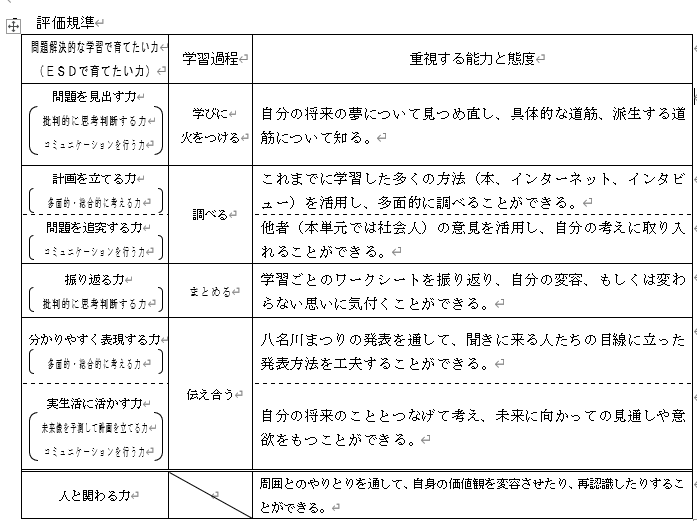 評価規準
問題解決的な学習で育てたい力
（ＥＳＤで育てたい力）
学習過程
重視する能力と態度
問題を見出す力
批判的に思考判断する力
コミュニケーションを行う力
学びに
火をつける
自分の将来の夢について見つめ直し、具体的な道筋、派生する道
筋について知る。
計画を立てる力
多面的・総合的に考える力
問題を追究する力
コミュニケーションを行う力
調べる
これまでに学習した多くの方法（本、インターネット、インタビ
ュー）を活用し、多面的に調べることができる。
他者（本単元では社会人）の意見を活用し、自分の考えに取り入
れることができる。
振り返る力
批判的に思考判断する力
まとめる
学習ごとのワークシートを振り返り、自分の変容、もしくは変わ
らない思いに気付くことができる。
分かりやすく表現する力
多面的・総合的に考える力
実生活に活かす力
未来像を予測して計画を立てる力
コミュニケーションを行う力
伝え合う
八名川まつりの発表を通して、聞きに来る人たちの目線に立った
発表方法を工夫することができる。
自分の将来のこととつなげて考え、未来に向かっての見通しや意
欲をもつことができる。
人と関わる力
周囲とのやりとりを通して、自身の価値観を変容させたり、再認識したりするこ
とができる。